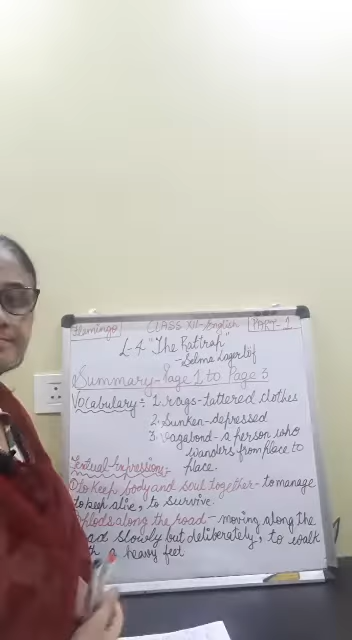 Flamingo CLASS XII-English PART-1
L-4 "The Rattrap"
-Selma Lagerlof
Summary-Page 1 to Page 3
Vocabulary:- 1. rags-tattered clothes
2. Sunken-depressed
3. Vagabond-a person who
wanders from place to
place.
Textual Expressions:-
① to keep body and soul together-to manage
to keep alive, to survive.
plods along the road-moving along the
slowly but deliberately, to walk
a heavy feet